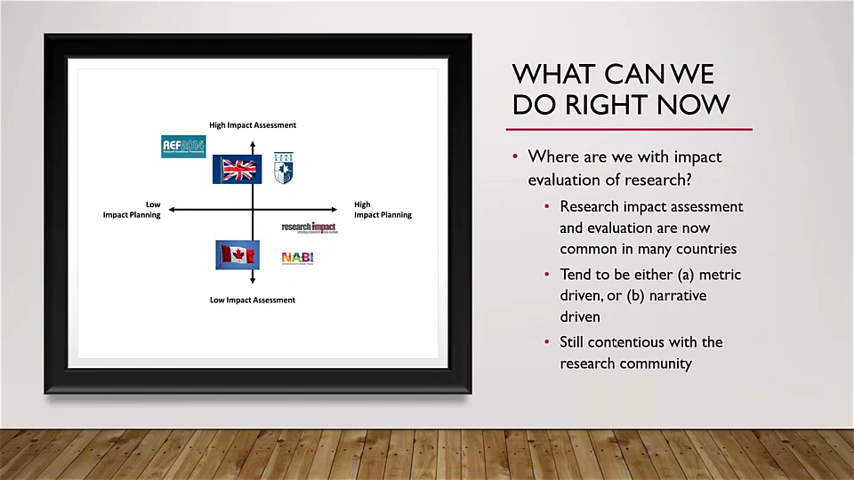 High Impact Assessment
REF2014
Low
Impact Planning
High
Impact Planning
research impact
NABI
Low Impact Assessment
WHAT CAN WE
DO RIGHT NOW
• Where are we with impact
evaluation of research?
• Research impact assessment
and evaluation are now
common in many countries
• Tend to be either (a) metric
driven, or (b) narrative
driven
• Still contentious with the
research community